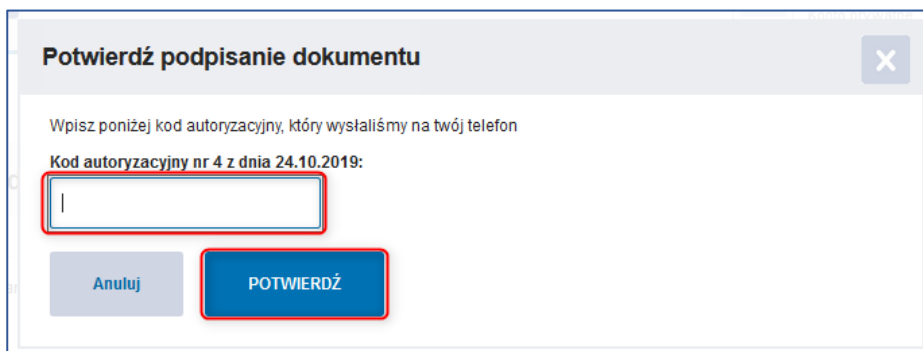 Potwierdź podpisanie dokumentu
Wpisz poniżej kod autoryzacyjny, który wysłaliśmy na twój telefon
Kod autoryzacyjny nr 4 z dnia 24.10.2019:
Anuluj
POTWIERDŹ